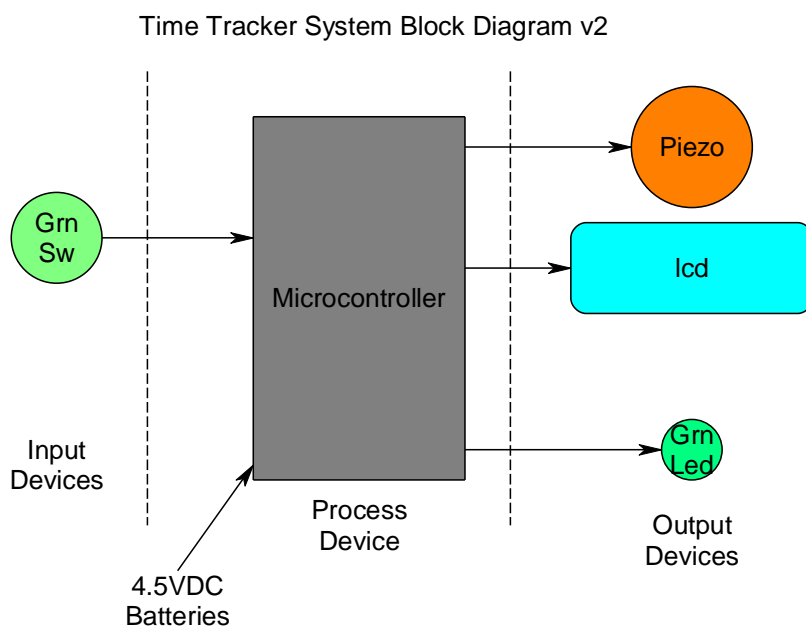 Time Tracker System Block Diagram v2
Piezo
Grn
Sw
lcd
Microcontroller
Grn
Led
Input
Devices
Process
Device
Output
Devices
4.5VDC
Batteries